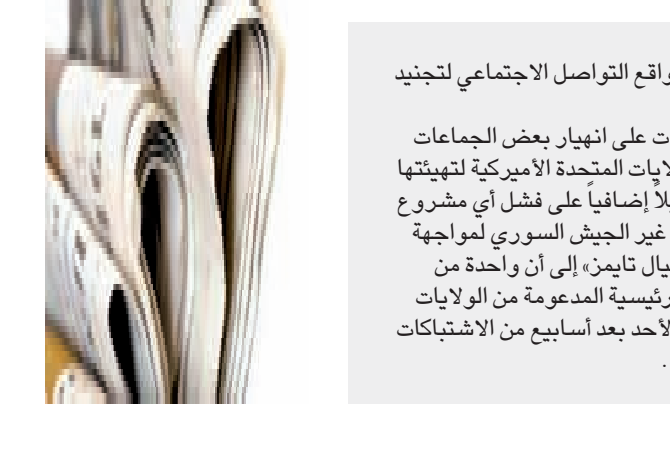 واقع التواصل الاجتماعي لتجنيد
ت على انهيار بعض الجماعات
لايات المتحدة الأميركية لتهيئتها
يلاً إضافياً على فشل أي مشروع
غير الجيش السوري لمواجهة
يال تايمز» إلى أن واحدة من
رئيسية المدعومة من الولايات
لأحد بعد أسابيع من الاشتباكات
.